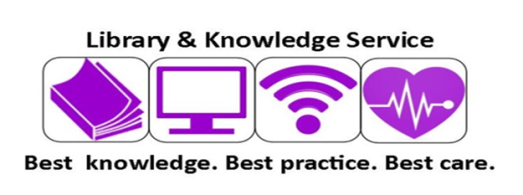 Library & Knowledge Service
Best knowledge. Best practice. Best care.